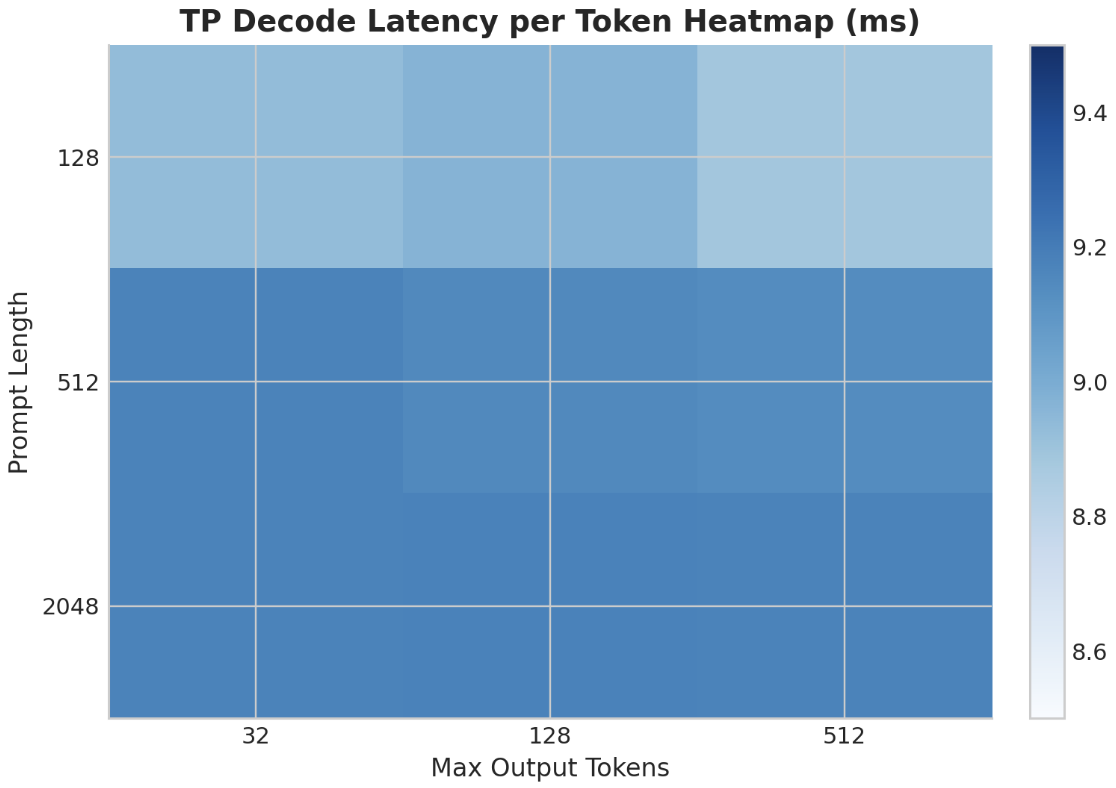 TP Decode Latency per Token Heatmap (ms)
9.4
128
9.2
Prompt Length
512
9.0
8.8
2048
8.6
32 128 512
Max Output Tokens